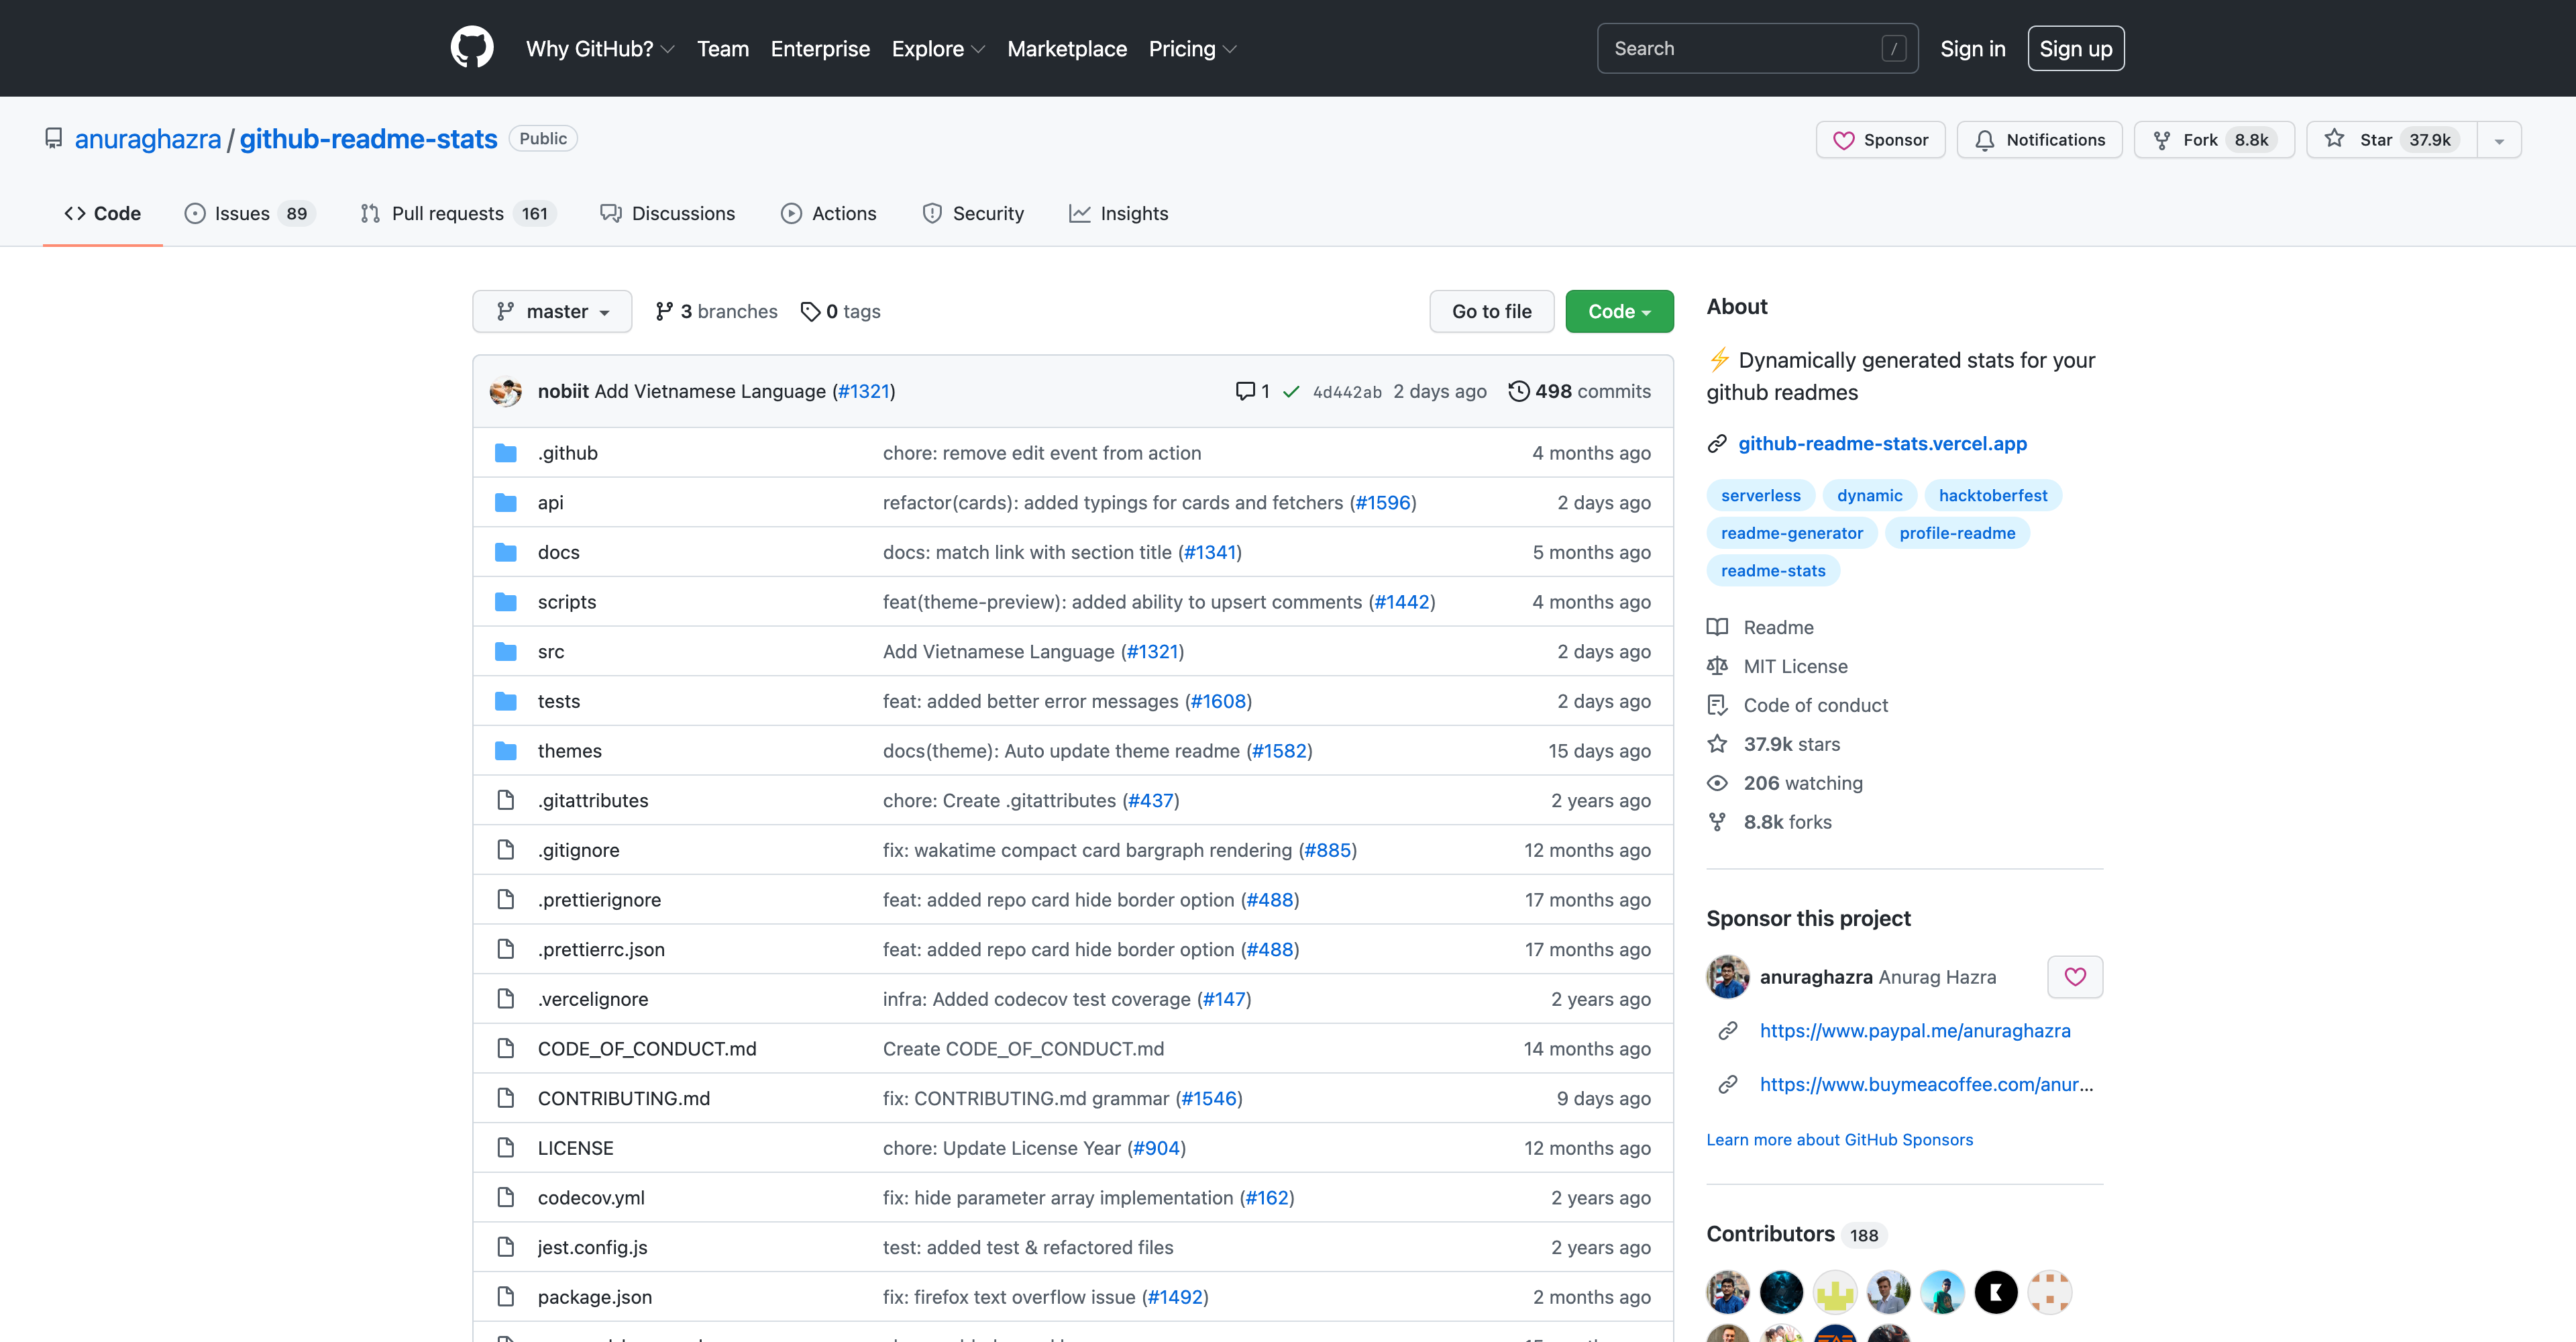 Why GitHub? Team Enterprise Explore Marketplace Pricing Search / Sign in Sign up
anuraghazra / github-readme-stats Public Sponsor Notifications Fork 8.8k Star 37.9k
Code Issues 89 Pull requests 161 Discussions Actions Security Insights
master 3 branches 0 tags Go to file Code
nobiit Add Vietnamese Language (#1321) 1 4d442ab 2 days ago 498 commits
.github chore: remove edit event from action 4 months ago
api refactor(cards): added typings for cards and fetchers (#1596) 2 days ago
docs docs: match link with section title (#1341) 5 months ago
scripts feat(theme-preview): added ability to upsert comments (#1442) 4 months ago
src Add Vietnamese Language (#1321) 2 days ago
tests feat: added better error messages (#1608) 2 days ago
themes docs(theme): Auto update theme readme (#1582) 15 days ago
.gitattributes chore: Create .gitattributes (#437) 2 years ago
.gitignore fix: wakatime compact card bargraph rendering (#885) 12 months ago
.prettierignore feat: added repo card hide border option (#488) 17 months ago
.prettierrc.json feat: added repo card hide border option (#488) 17 months ago
.vercelignore infra: Added codecov test coverage (#147) 2 years ago
CODE_OF_CONDUCT.md Create CODE_OF_CONDUCT.md 14 months ago
CONTRIBUTING.md fix: CONTRIBUTING.md grammar (#1546) 9 days ago
LICENSE chore: Update License Year (#904) 12 months ago
codecov.yml fix: hide parameter array implementation (#162) 2 years ago
jest.config.js test: added test & refactored files 2 years ago
package.json fix: firefox text overflow issue (#1492) 2 months ago
About
⚡ Dynamically generated stats for your
github readmes
github-readme-stats.vercel.app
serverless dynamic hacktoberfest
readme-generator profile-readme
readme-stats
Readme
MIT License
Code of conduct
37.9k stars
206 watching
8.8k forks
Sponsor this project
anuraghazra Anurag Hazra
https://www.paypal.me/anuraghazra
https://www.buymeacoffee.com/anur...
Learn more about GitHub Sponsors
Contributors 188